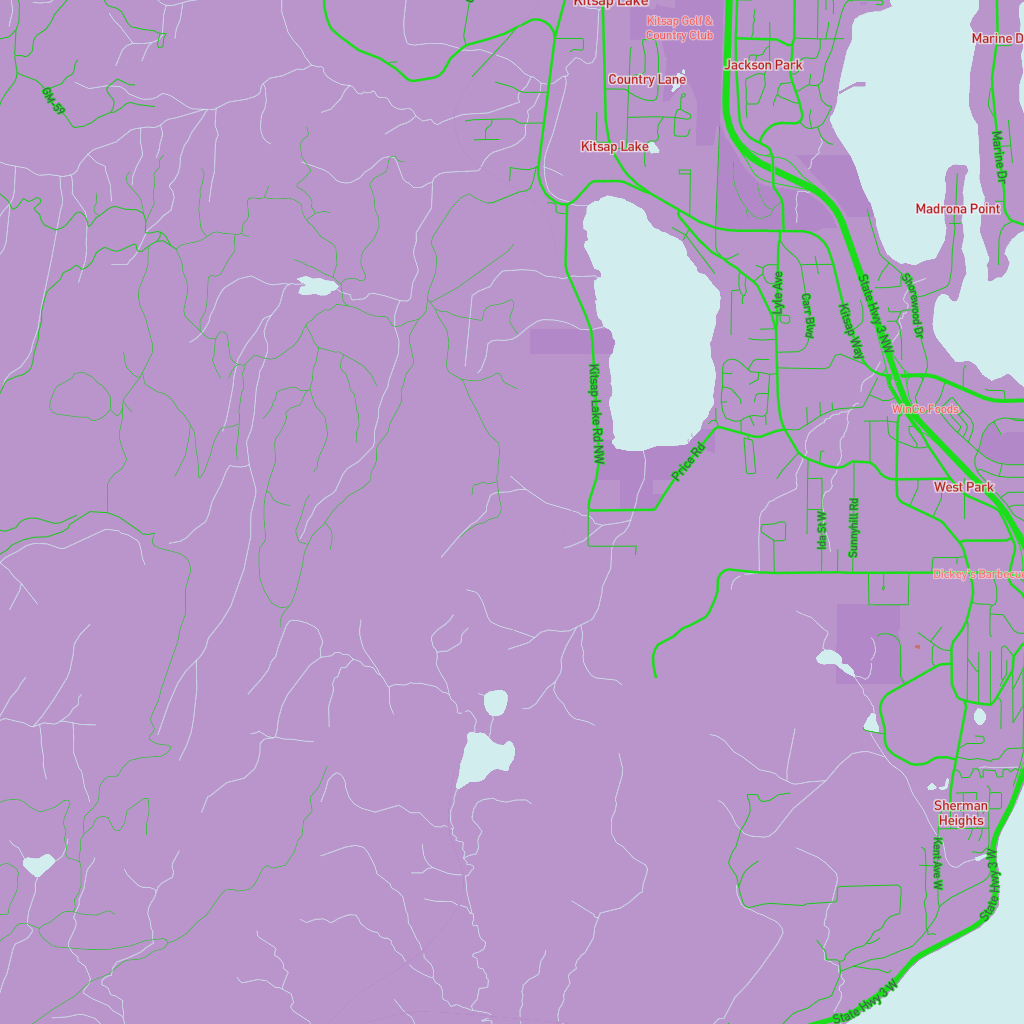 Kitsap Lake
Kitsap Golf &
Country Club
Marine D
Jackson Park
Country Lane
GM-59
Kitsap Lake
Marine Dr
Madrona Point
Lyle Ave
Carr Blvd
Kitsap Way
State Hwy 3 NW
Shorewood Dr
Kitsap Lake Rd NW
WinCo Foods
Price Rd
West Park
Ida St W
Sunnyhill Rd
Dickey's Barbecue
Sherman
Heights
Kent Ave W
State Hwy 3 W
State Hwy 3 W